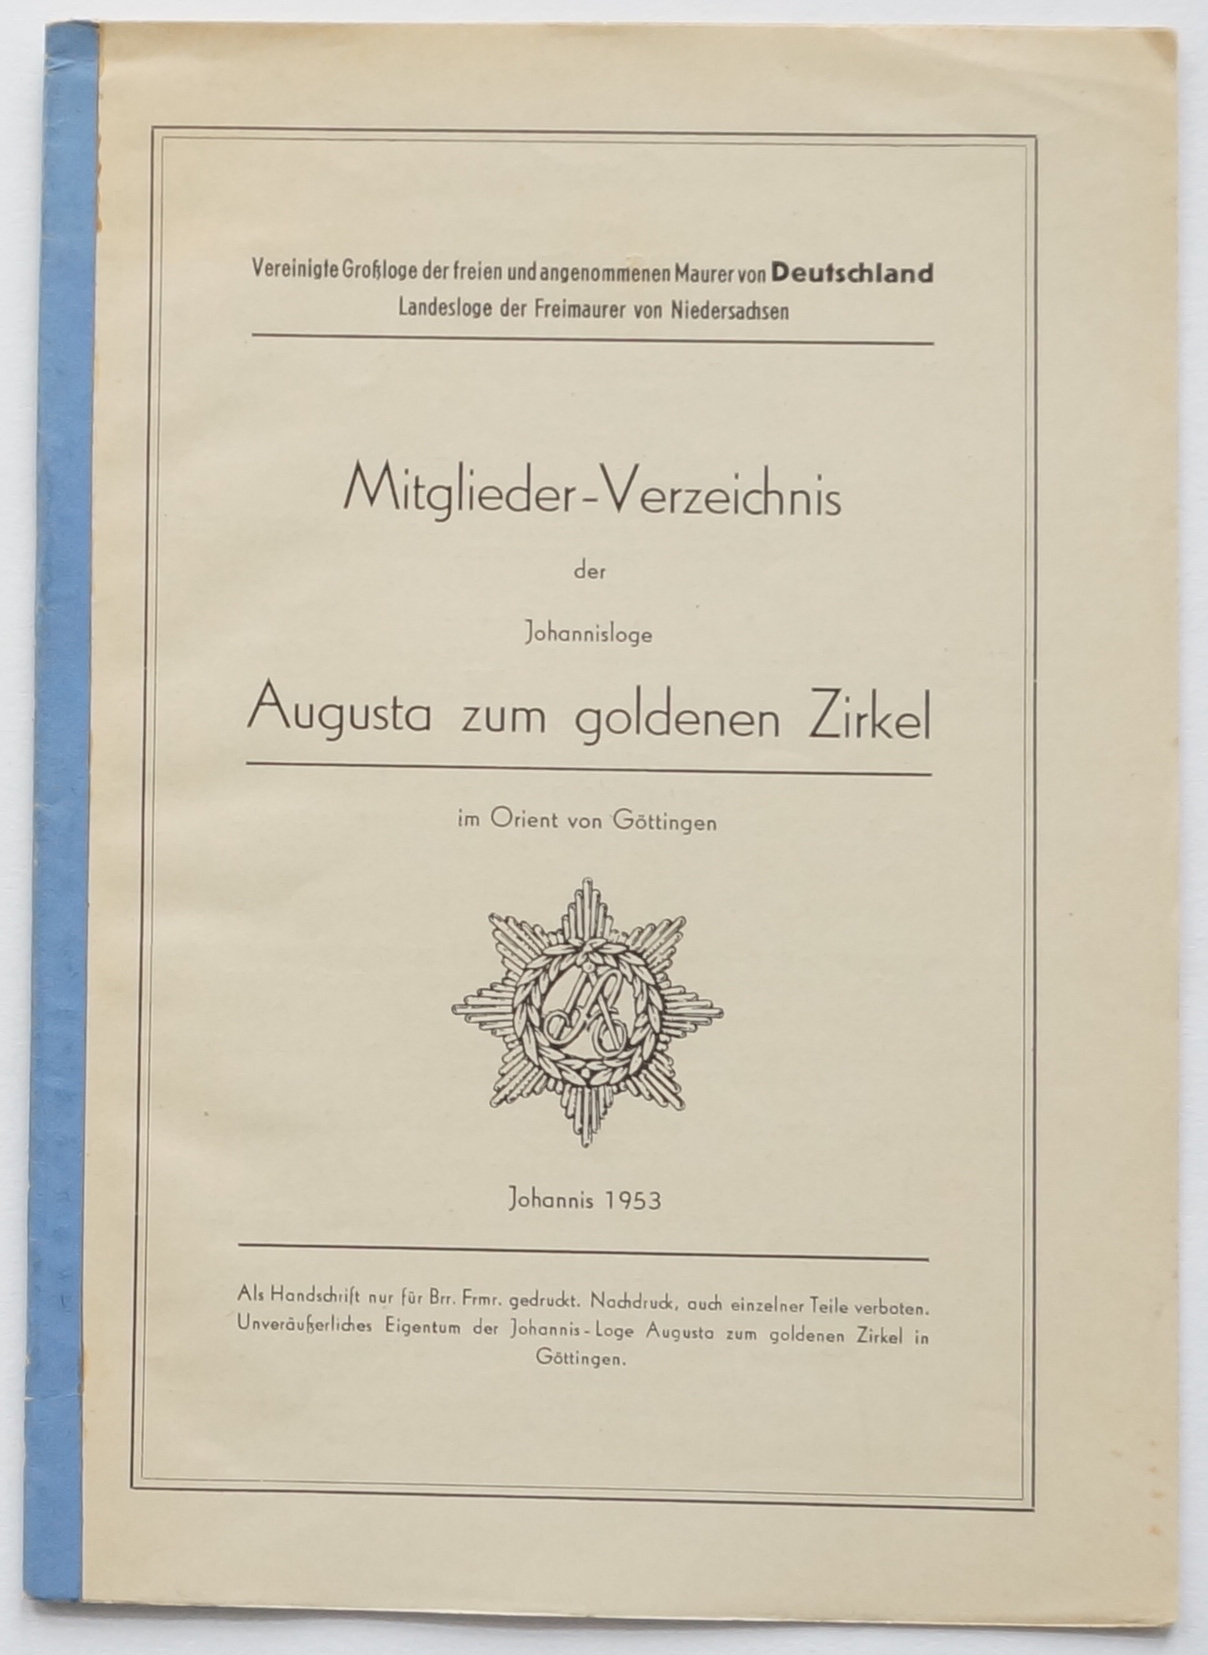 Vereinigte Großloge der freien und angenommenen Maurer von Deutschland
Landesloge der Freimaurer von Niedersachsen
Mitglieder-Verzeichnis
der
Johannisloge
Augusta zum goldenen Zirkel
im Orient von Göttingen
A
Johannis 1953
Als Handschrift nur für Brr. Frmr. gedruckt. Nachdruck, auch einzelner Teile verboten.
Unveräußerliches Eigentum der Johannis-Loge Augusta zum goldenen Zirkel in
Göttingen.